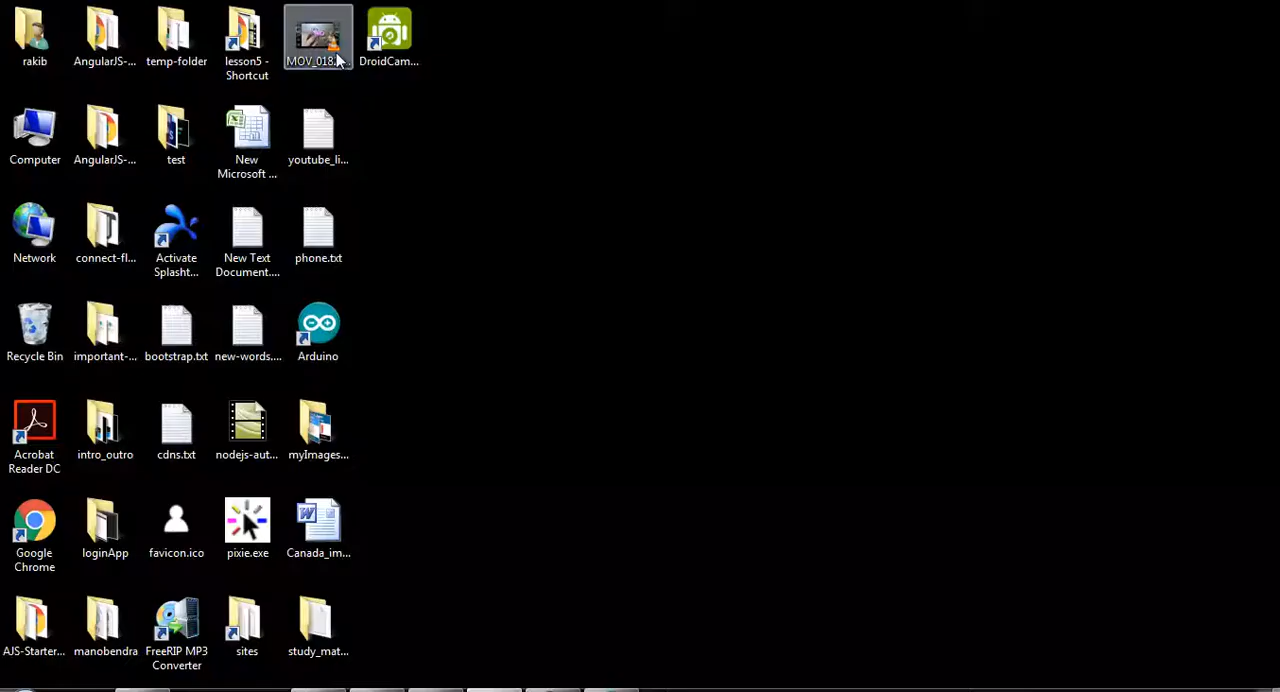 rakib
AngularJS-...
temp-folder
lesson5 -
Shortcut
MOV_018...
DroidCam...
Computer
AngularJS-...
test
New
Microsoft ...
youtube_li...
Network
connect-fl...
Activate
Splasht...
New Text
Document....
phone.txt
Recycle Bin
important-...
bootstrap.txt
new-words....
Arduino
Acrobat
Reader DC
intro_outro
cdns.txt
nodejs-aut...
myImages...
Google
Chrome
loginApp
favicon.ico
pixie.exe
Canada_im...
AJS-Starter...
manobendra
FreeRIP MP3
Converter
sites
study_mat...